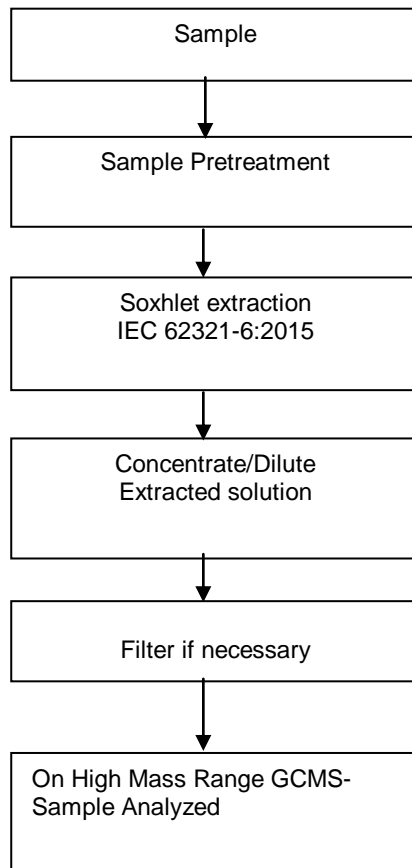 Sample
Sample Pretreatment
Soxhlet extraction
IEC 62321-6:2015
Concentrate/Dilute
Extracted solution
Filter if necessary
On High Mass Range GCMS-
Sample Analyzed